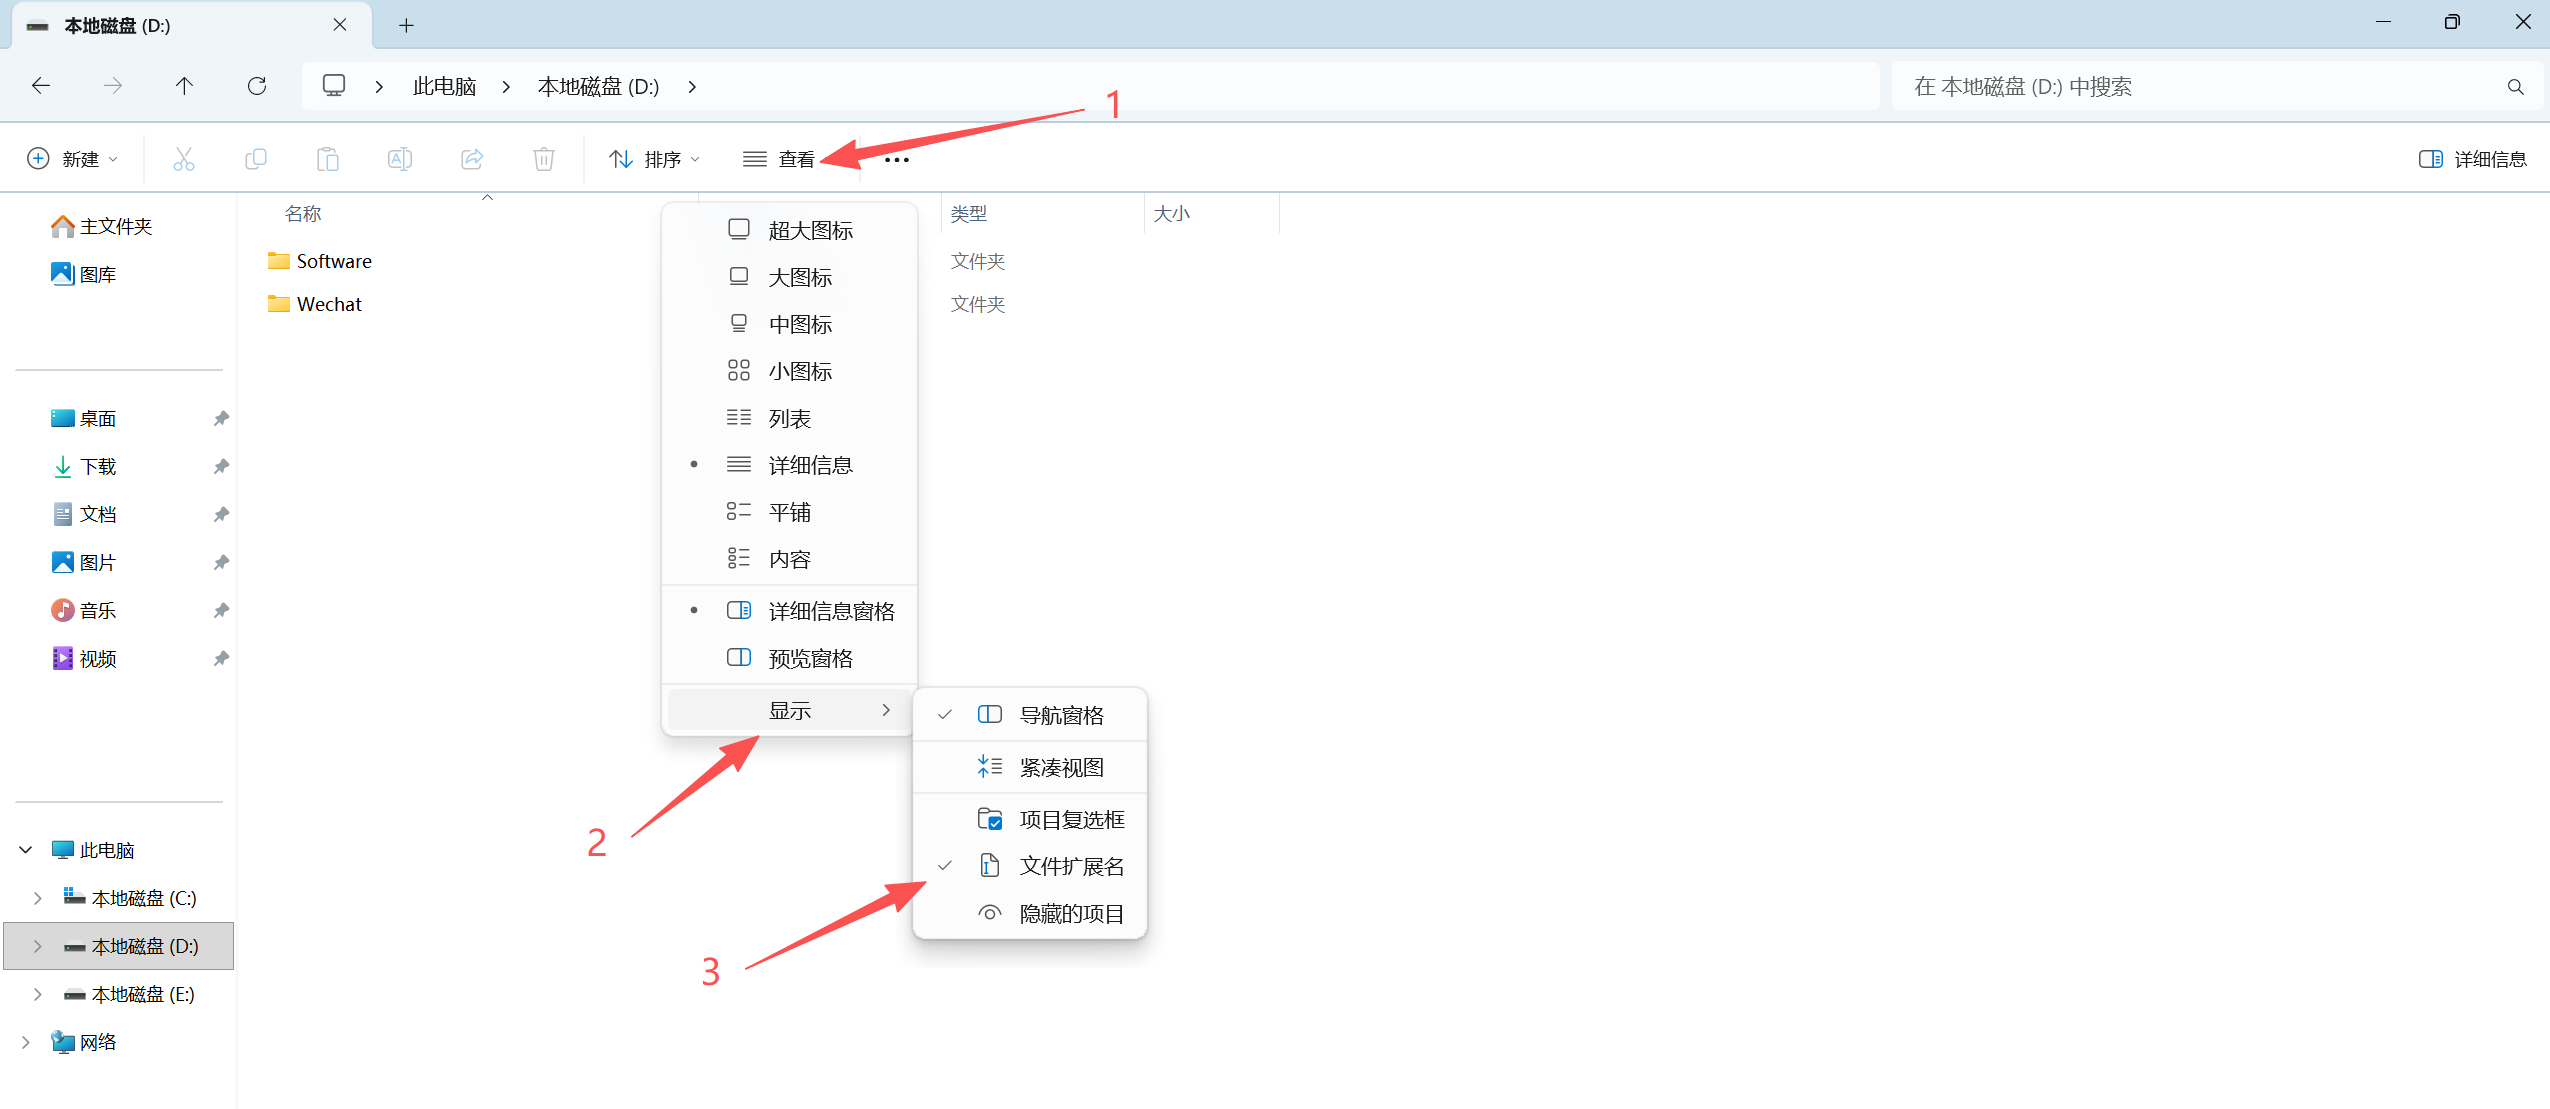 本地磁盘 (D:)
此电脑
本地磁盘 (D:)
在 本地磁盘 (D:) 中搜索
1
新建
排序
查看
详细信息
主文件夹
图库
桌面
下载
文档
图片
音乐
视频
此电脑
本地磁盘 (C:)
本地磁盘 (D:)
本地磁盘 (E:)
网络
名称
类型
大小
Software
文件夹
Wechat
文件夹
超大图标
大图标
中图标
小图标
列表
详细信息
平铺
内容
详细信息窗格
预览窗格
显示
2
导航窗格
紧凑视图
项目复选框
文件扩展名
隐藏的项目
3